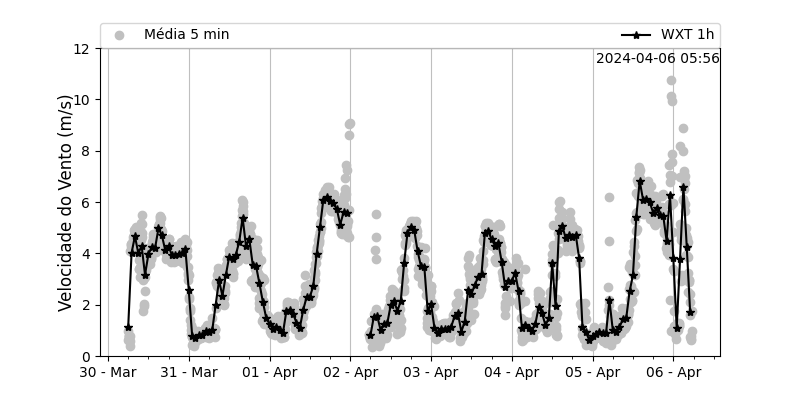 Média 5 min
WXT 1h
2024-04-06 05:56
Velocidade do Vento (m/s)
12
10
8
6
4
2
0
30 - Mar
31 - Mar
01 - Apr
02 - Apr
03 - Apr
04 - Apr
05 - Apr
06 - Apr